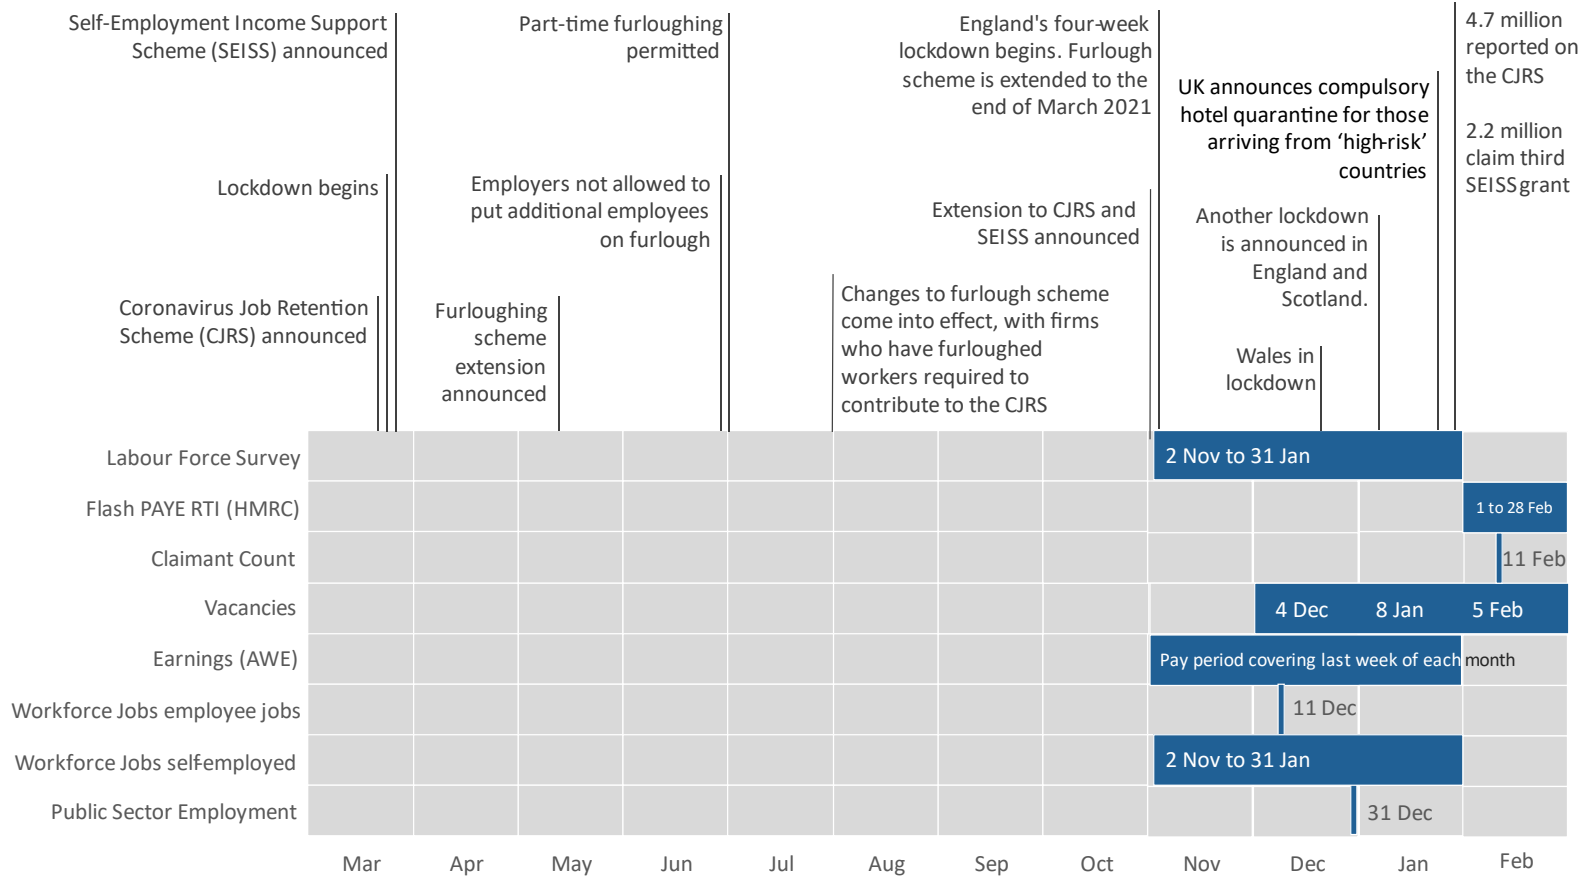 Self-Employment Income Support
Scheme (SEISS) announced
Part-time furloughing
permitted
England's four-week
lockdown begins. Furlough
scheme is extended to the
end of March 2021
4.7 million
reported on
the CJRS
2.2 million
claim third
SEISS grant
UK announces compulsory
hotel quarantine for those
arriving from ‘high-risk’
countries
Lockdown begins
Employers not allowed to
put additional employees
on furlough
Extension to CJRS and
SEISS announced
Another lockdown
is announced in
England and
Scotland.
Coronavirus Job Retention
Scheme (CJRS) announced
Furloughing
scheme
extension
announced
Changes to furlough scheme
come into effect, with firms
who have furloughed
workers required to
contribute to the CJRS
Wales in
lockdown
Labour Force Survey
2 Nov to 31 Jan
Flash PAYE RTI (HMRC)
1 to 28 Feb
Claimant Count
11 Feb
Vacancies
4 Dec
8 Jan
5 Feb
Earnings (AWE)
Pay period covering last week of each month
Workforce Jobs employee jobs
11 Dec
Workforce Jobs self-employed
2 Nov to 31 Jan
Public Sector Employment
31 Dec
Mar
Apr
May
Jun
Jul
Aug
Sep
Oct
Nov
Dec
Jan
Feb